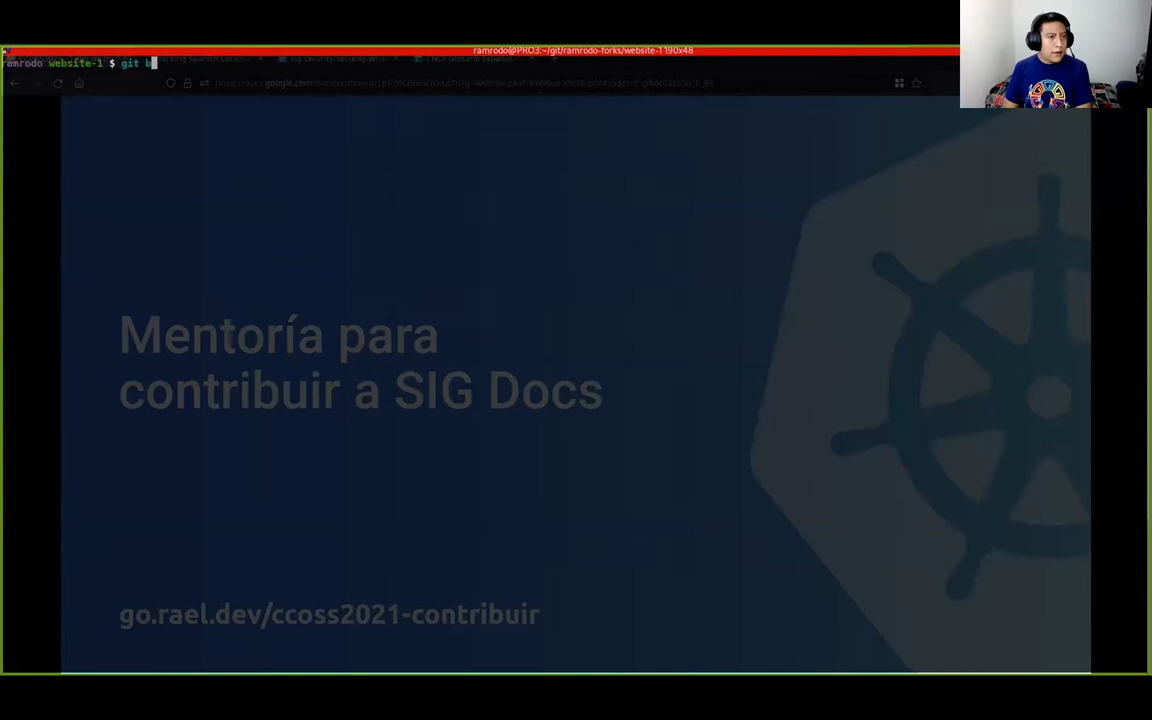 ramrodo@PRO3:~/git/ramrodo-forks/website-1 190x48
ramrodo website-1 $ git b
Mentoría para
contribuir a SIG Docs
go.rael.dev/ccoss2021-contribuir